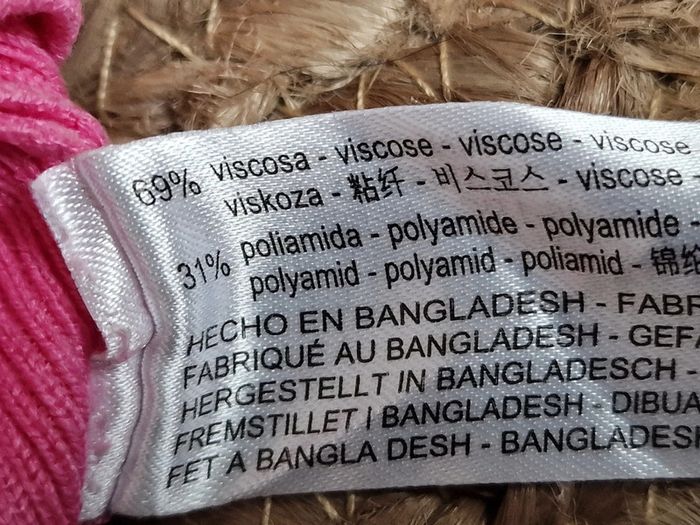 69% viscosa - viscose - viscose - viscose
viskoza - 粘纤 - 비스코스 - viscose -
31% poliamida - polyamide - polyamide -
polyamid - polyamid - poliamid - 锦纶
HECHO EN BANGLADESH - FABRI
FABRIQUÉ AU BANGLADESH - GEFA
HERGESTELLT IN BANGLADESCH -
FREMSTILLET I BANGLADESH - DIBUA
FET A BANGLA DESH - BANGLADES